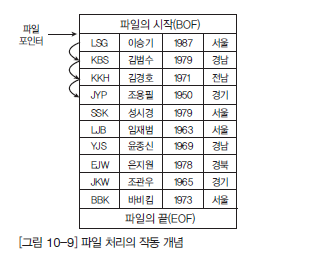 파일의 시작(BOF)
파일
포인터
LSG 이승기 1987 서울
KBS 김범수 1979 경남
KKH 김경호 1971 전남
JYP 조용필 1950 경기
SSK 성시경 1979 서울
LJB 임재범 1963 서울
YJS 윤종신 1969 경남
EJW 은지원 1978 경북
JKW 조관우 1965 경기
BBK 바비킴 1973 서울
파일의 끝(EOF)
[그림 10-9] 파일 처리의 작동 개념